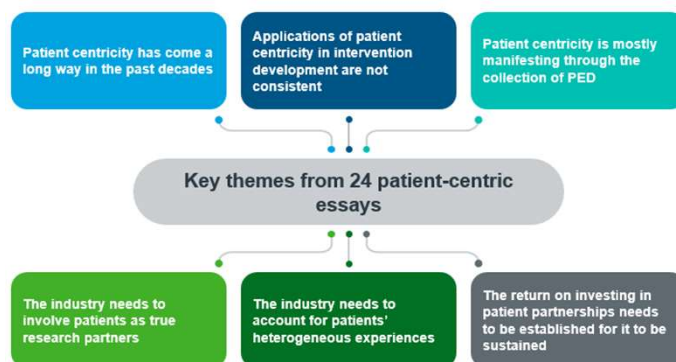 Patient centricity has come a
long way in the past decades
Applications of patient
centricity in intervention
development are not
consistent
Patient centricity is mostly
manifesting through the
collection of PED
Key themes from 24 patient-centric
essays
The industry needs to
involve patients as true
research partners
The industry needs to
account for patients'
heterogeneous experiences
The return on investing in
patient partnerships needs
to be established for it to be
sustained